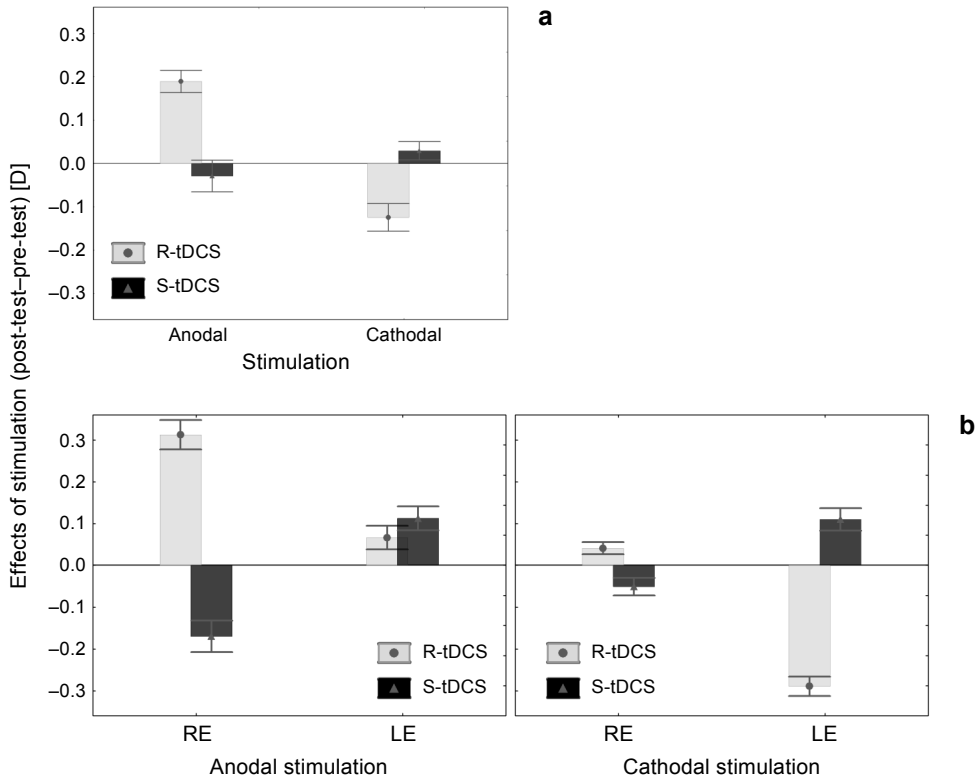 a
0.3
0.2
0.1
0.0
–0.1
–0.2
–0.3
R-tDCS
S-tDCS
Anodal
Cathodal
Stimulation
Effects of stimulation (post-test–pre-test) [D]
b
0.3
0.2
0.1
0.0
–0.1
–0.2
–0.3
R-tDCS
S-tDCS
R-tDCS
S-tDCS
RE
LE
RE
LE
Anodal stimulation
Cathodal stimulation